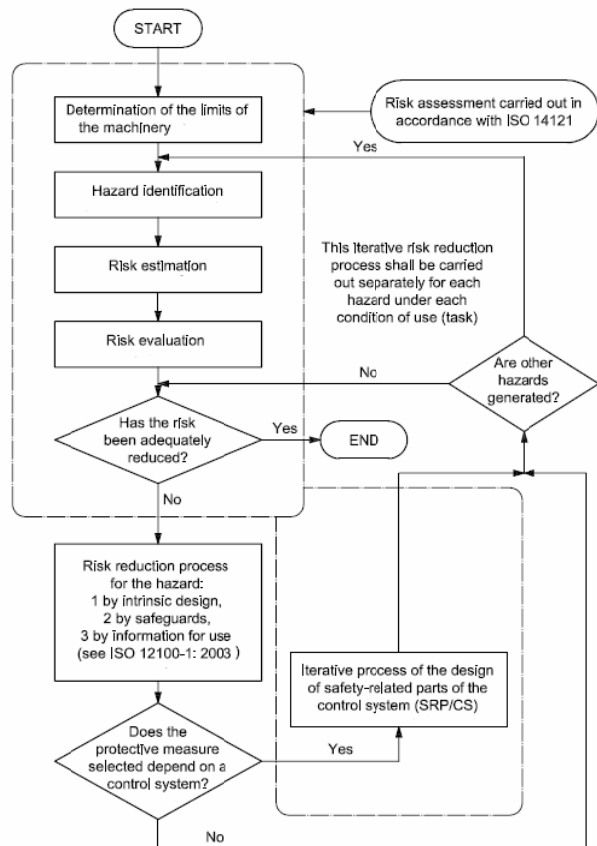 START
Determination of the limits of
the machinery
Risk assessment carried out in
accordance with ISO 14121
Yes
Hazard identification
This iterative risk reduction
process shall be carried
out separately for each
hazard under each
condition of use (task)
Risk estimation
Risk evaluation
No
Are other
hazards
generated?
Has the risk
been adequately
reduced?
Yes
END
No
Risk reduction process
for the hazard:
1 by intrinsic design,
2 by safeguards,
3 by information for use
(see ISO 12100-1: 2003 )
Iterative process of the design
of safety-related parts of the
control system (SRP/CS)
Does the
protective measure
selected depend on a
control system?
Yes
No